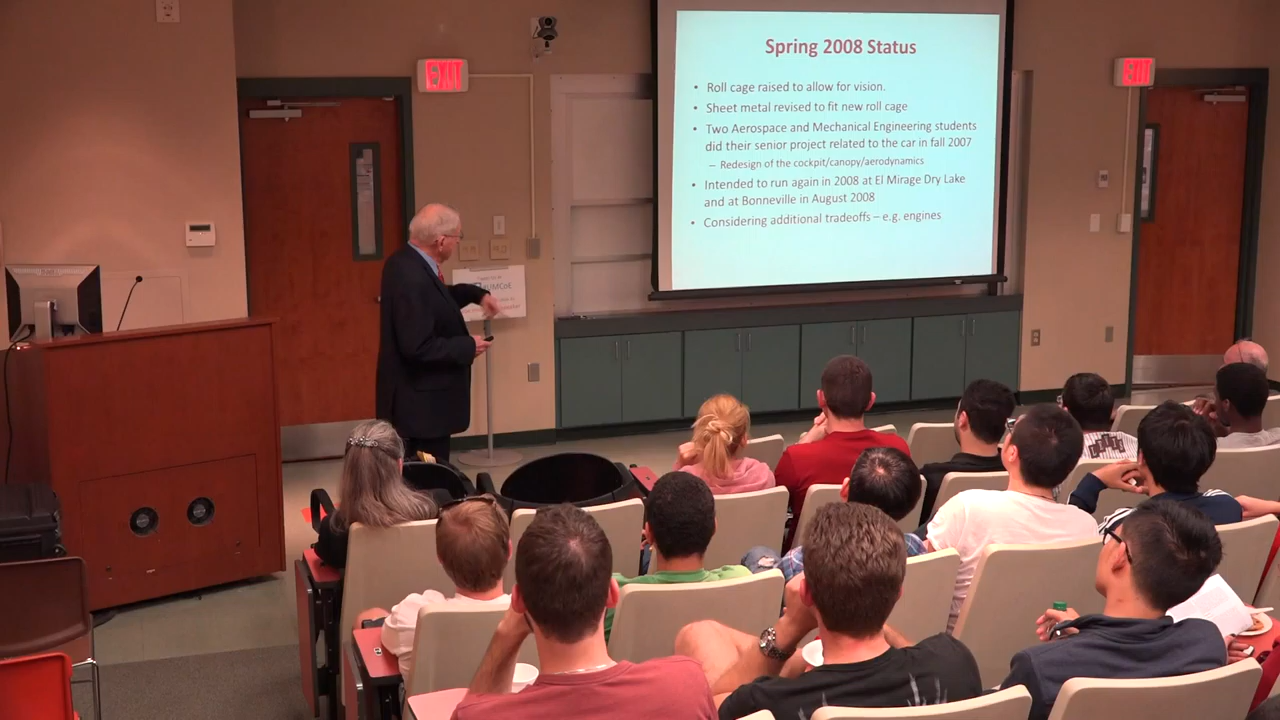 EXIT
EXIT
Spring 2008 Status
• Roll cage raised to allow for vision.
• Sheet metal revised to fit new roll cage
• Two Aerospace and Mechanical Engineering students
did their senior project related to the car in fall 2007
– Redesign of the cockpit/canopy/aerodynamics
• Intended to run again in 2008 at El Mirage Dry Lake
and at Bonneville in August 2008
• Considering additional tradeoffs – e.g. engines